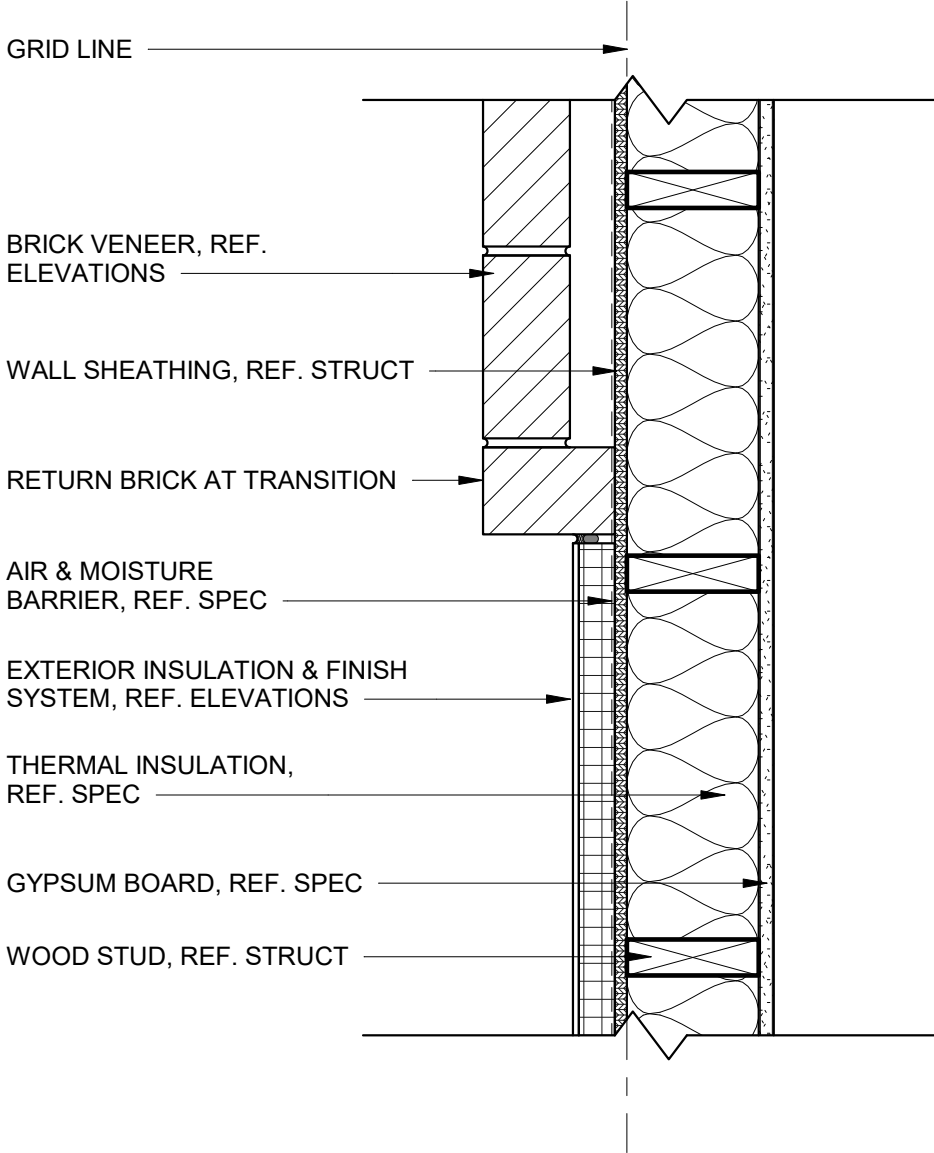 GRID LINE
BRICK VENEER, REF.
ELEVATIONS
WALL SHEATHING, REF. STRUCT
RETURN BRICK AT TRANSITION
AIR & MOISTURE
BARRIER, REF. SPEC
EXTERIOR INSULATION & FINISH
SYSTEM, REF. ELEVATIONS
THERMAL INSULATION,
REF. SPEC
GYPSUM BOARD, REF. SPEC
WOOD STUD, REF. STRUCT